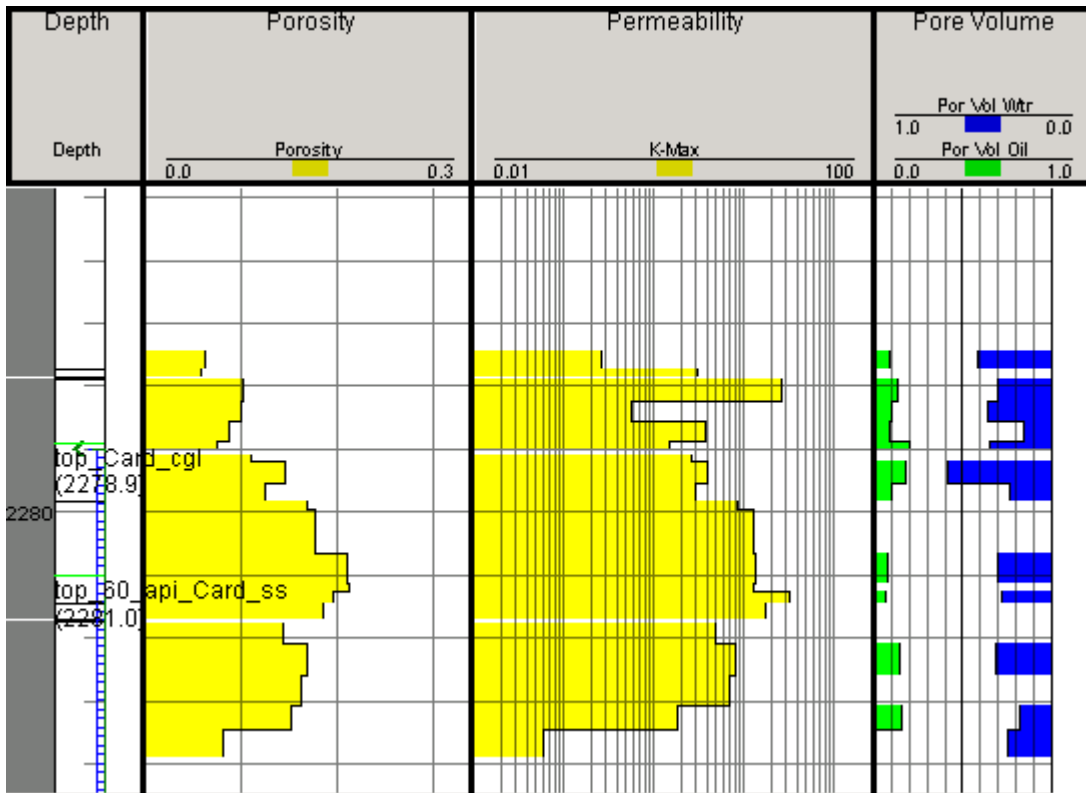 Depth Porosity Permeability Pore Volume
Por Vol Wtr
1.0 0.0
Depth Porosity K-Max Por Vol Oil
0.0 0.3 0.01 100 0.0 1.0
top_Card_cgl
(2278.9)
2280
top_60_api_Card_ss
(2281.0)